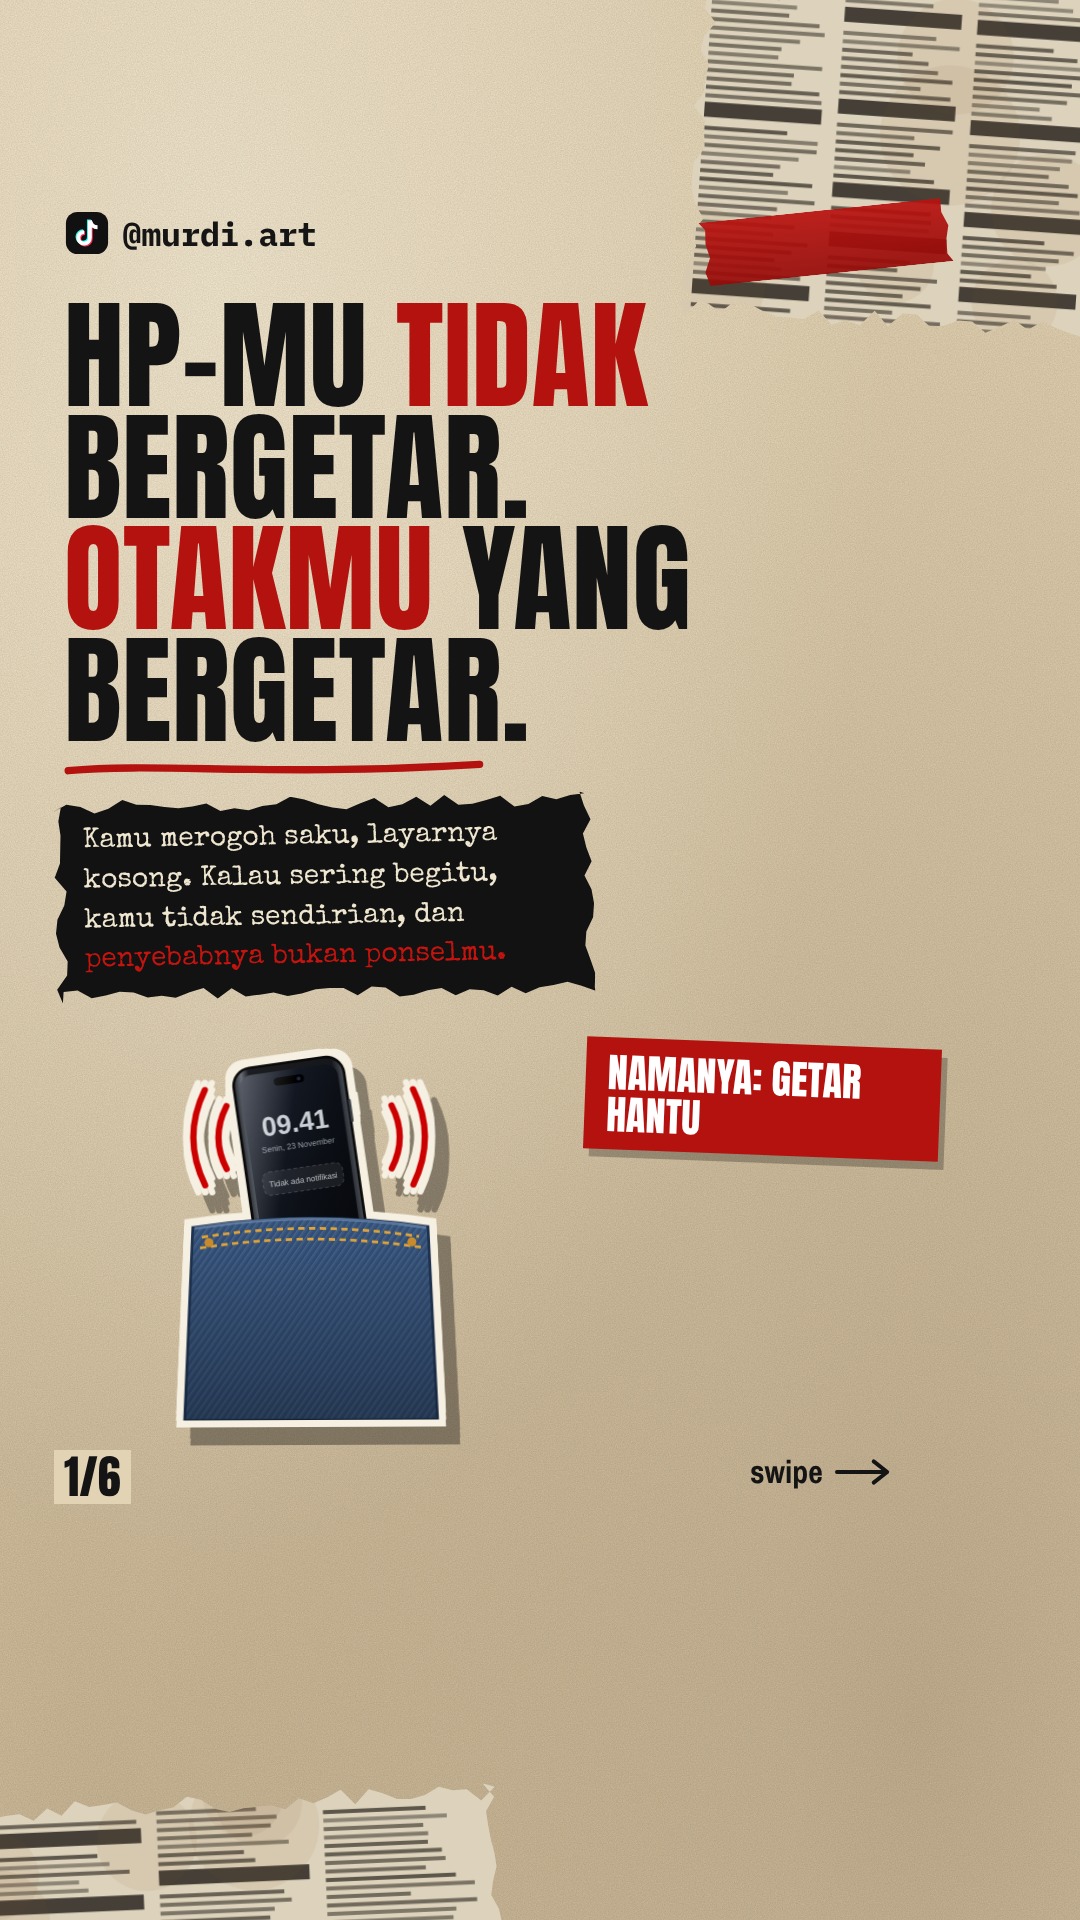 @murdi.art
HP-MU TIDAK
BERGETAR.
OTAKMU YANG
BERGETAR.
Kamu merogoh saku, layarnya
kosong. Kalau sering begitu,
kamu tidak sendirian, dan
penyebabnya bukan ponselmu.
NAMANYA: GETAR
HANTU
09.41
Senin, 23 November
Tidak ada notifikasi
1/6
swipe